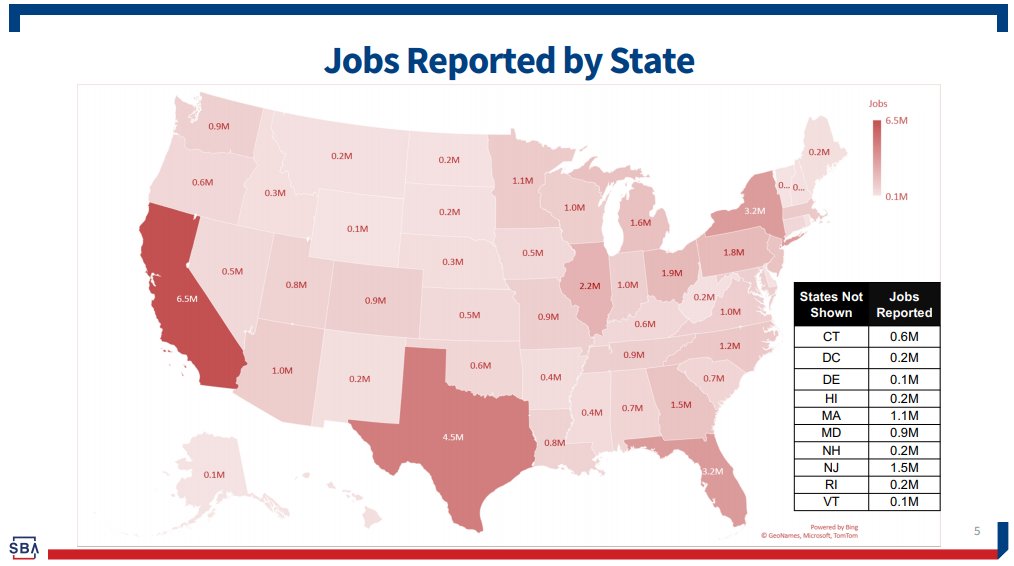 Jobs Reported by State
Jobs
6.5M
0.1M
0.9M
0.2M
0.2M
1.1M
0.2M
0.6M
0.3M
0.2M
1.0M
1.6M
0... 0...
3.2M
0.1M
0.5M
0.8M
0.3M
0.5M
1.8M
6.5M
0.9M
0.5M
2.2M
1.0M
1.9M
0.2M
0.9M
0.6M
1.0M
1.0M
0.2M
0.6M
0.9M
1.2M
0.4M
0.7M
4.5M
0.8M
0.4M
0.7M
1.5M
0.1M
3.2M
States Not Shown Jobs Reported
CT 0.6M
DC 0.2M
DE 0.1M
HI 0.2M
MA 1.1M
MD 0.9M
NH 0.2M
NJ 1.5M
RI 0.2M
VT 0.1M
Powered by Bing
© GeoNames, Microsoft, TomTom
5
SBA